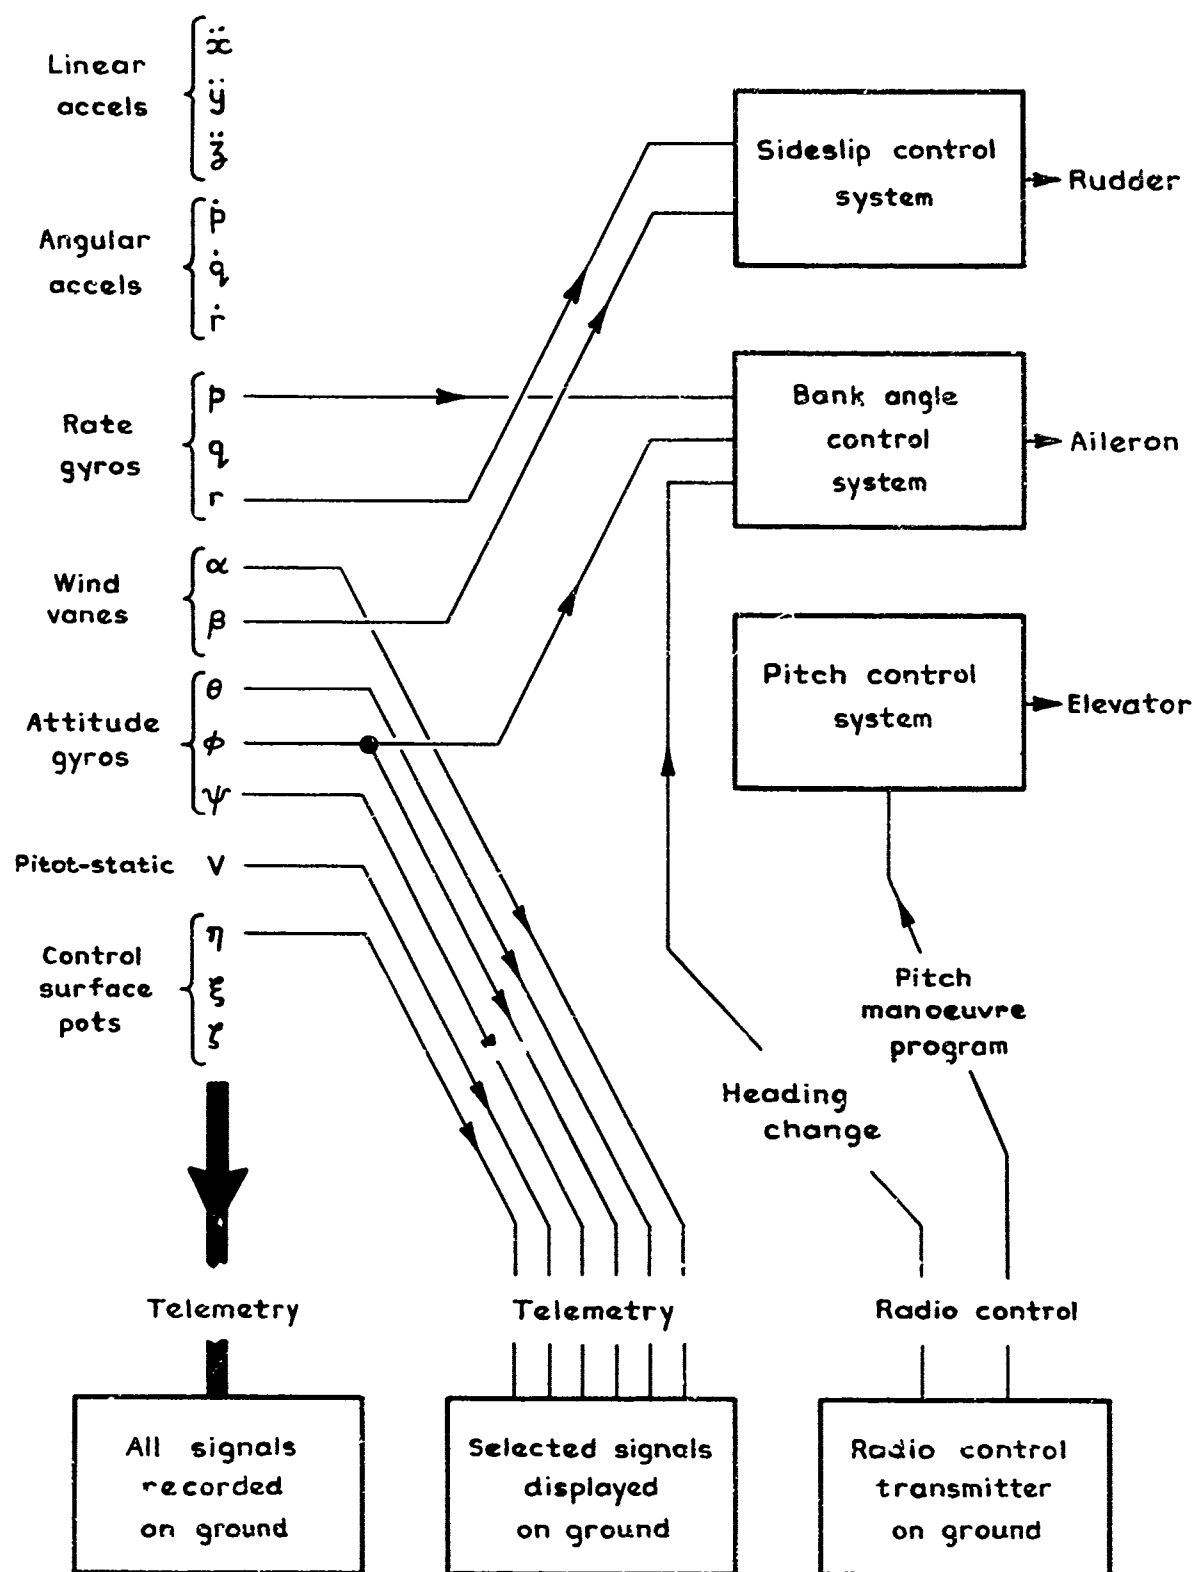 Linear
accels
ẍ
ÿ
z̈
Angular
accels
ṗ
q̇
ṙ
Rate
gyros
p
q
r
Wind
vanes
α
β
Attitude
gyros
θ
ϕ
ψ
Pitot-static V
Control
surface
pots
η
ξ
ζ
Sideslip control
system
Rudder
Bank angle
control
system
Aileron
Pitch control
system
Elevator
Pitch
manoeuvre
program
Heading
change
Telemetry
Telemetry
Radio control
All signals
recorded
on ground
Selected signals
displayed
on ground
Radio control
transmitter
on ground